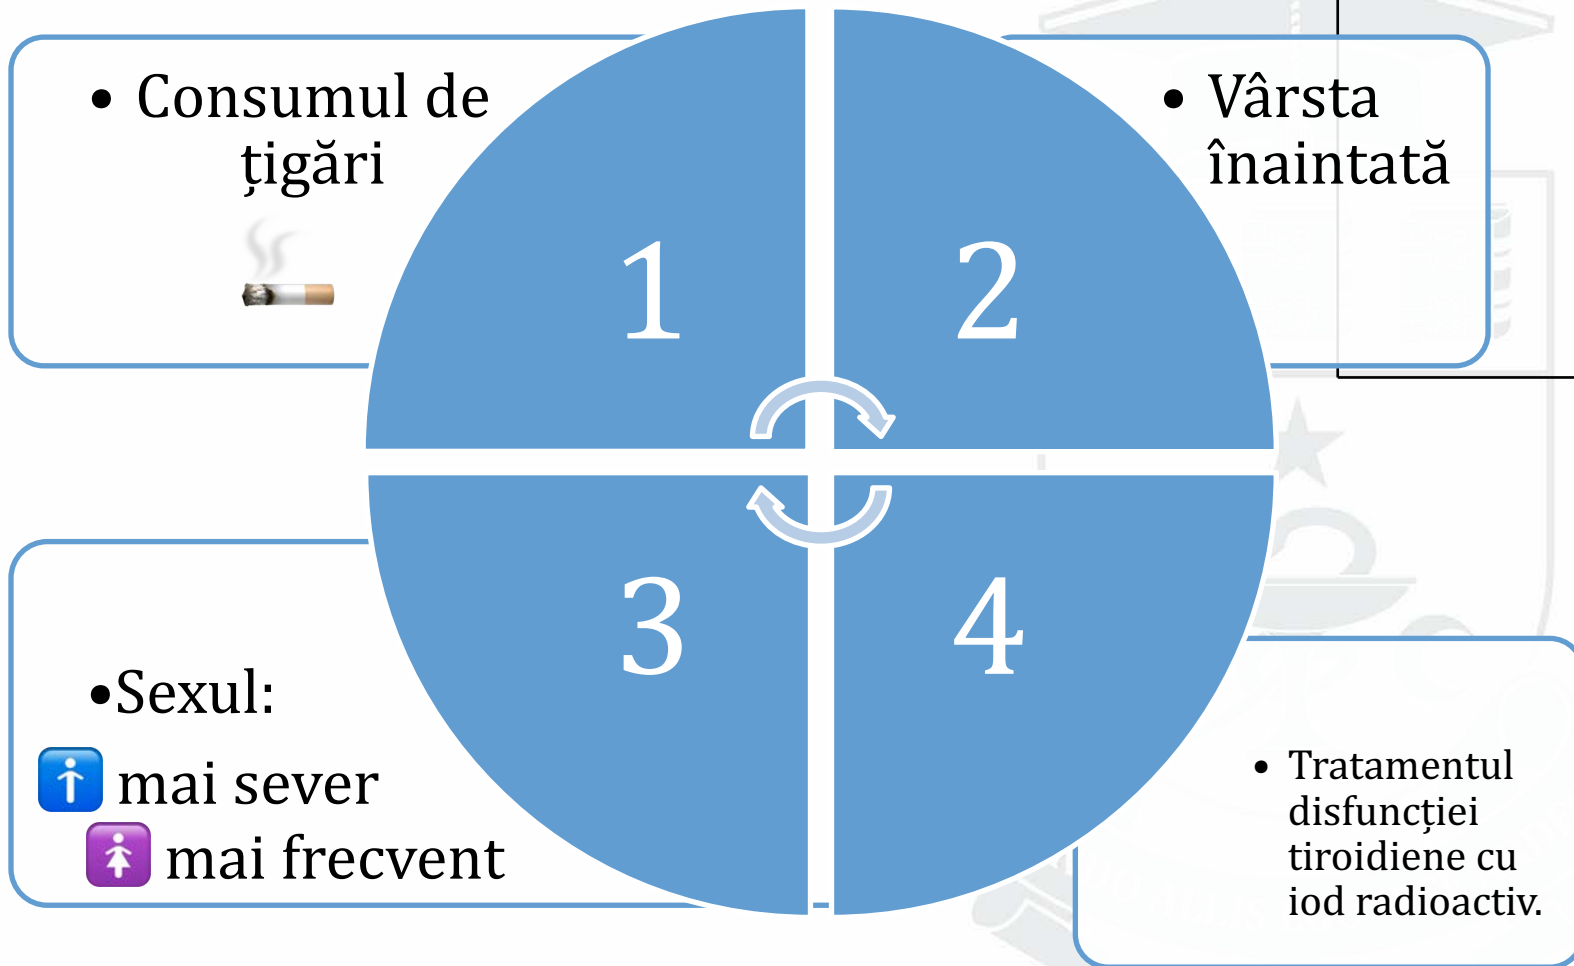 • Consumul de
țigări
1
2
• Vârsta
înaintată
3
4
•Sexul:
mai sever
mai frecvent
• Tratamentul
disfuncției
tiroidiene cu
iod radioactiv.